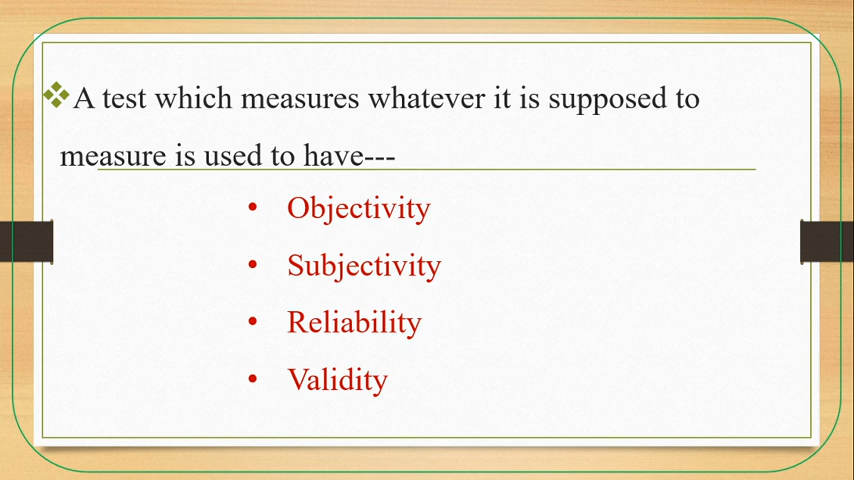 ❖A test which measures whatever it is supposed to
measure is used to have---
• Objectivity
• Subjectivity
• Reliability
• Validity